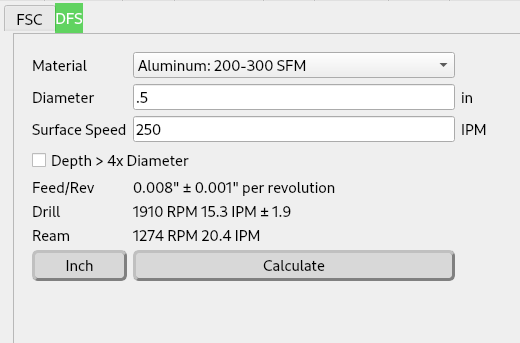 FSC DFS
Material Aluminum: 200-300 SFM
Diameter .5 in
Surface Speed 250 IPM
Depth > 4x Diameter
Feed/Rev 0.008" ± 0.001" per revolution
Drill 1910 RPM 15.3 IPM ± 1.9
Ream 1274 RPM 20.4 IPM
Inch Calculate